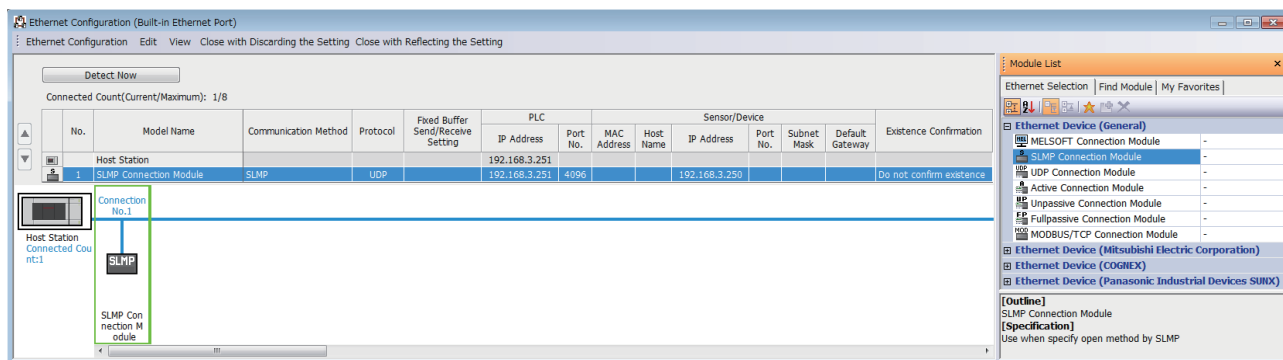 Ethernet Configuration (Built-in Ethernet Port)
Ethernet Configuration Edit View Close with Discarding the Setting Close with Reflecting the Setting
Detect Now
Connected Count(Current/Maximum): 1/8
No. Model Name Communication Method Protocol Fixed Buffer Send/Receive Setting PLC Sensor/Device Existence Confirmation
IP Address Port No. MAC Address Host Name IP Address Port No. Subnet Mask Default Gateway
Host Station 192.168.3.251
1 SLMP Connection Module SLMP UDP 192.168.3.251 4096 192.168.3.250 Do not confirm existence
Connection
No.1
Host Station
Connected Cou
nt:1
SLMP
SLMP Con
nection M
odule
Module List
Ethernet Selection Find Module My Favorites
Ethernet Device (General)
MELSOFT Connection Module -
SLMP Connection Module -
UDP Connection Module -
Active Connection Module -
Unpassive Connection Module -
Fullpassive Connection Module -
MODBUS/TCP Connection Module -
Ethernet Device (Mitsubishi Electric Corporation)
Ethernet Device (COGNEX)
Ethernet Device (Panasonic Industrial Devices SUNX)
[Outline]
SLMP Connection Module
[Specification]
Use when specify open method by SLMP